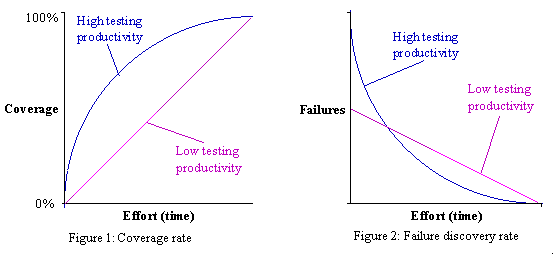 100%
High testing
productivity
Coverage
Low testing
productivity
0%
Effort (time)
Figure 1: Coverage rate
High testing
productivity
Low testing
productivity
Failures
Effort (time)
Figure 2: Failure discovery rate